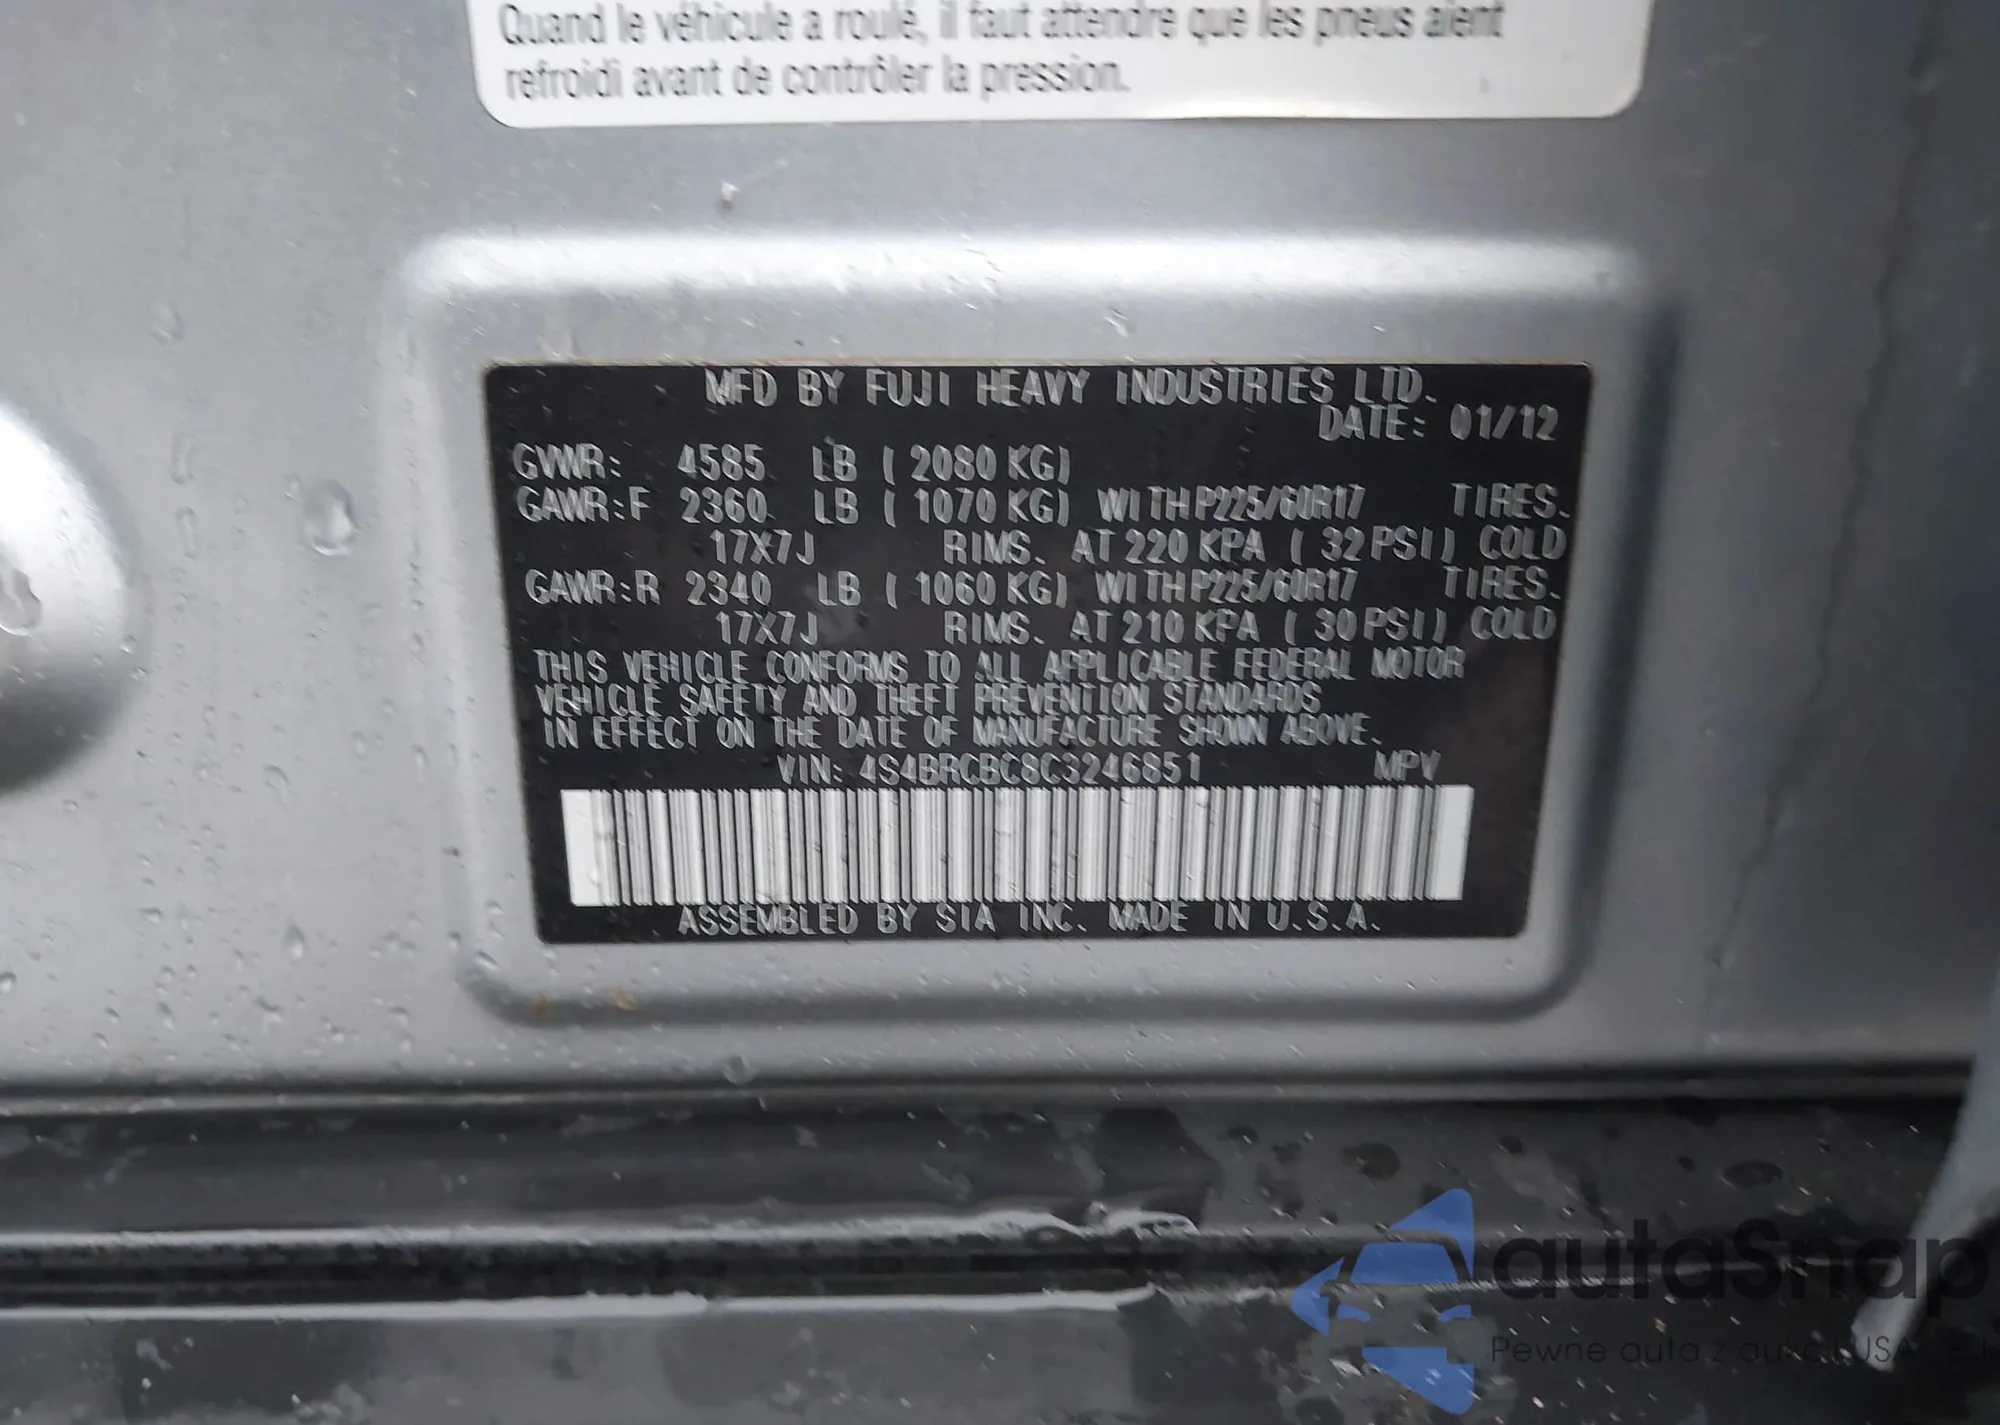 Quand le véhicule a roulé, il faut attendre que les pneus aient
refroidi avant de contrôler la pression.
MFD BY FUJI HEAVY INDUSTRIES LTD.
DATE: 01/12
GVWR: 4585 LB ( 2080 KG)
GAWR:F 2360 LB ( 1070 KG) WITH P225/60R17 TIRES.
17X7J RIMS. AT 220 KPA ( 32 PSI) COLD
GAWR:R 2340 LB ( 1060 KG) WITH P225/60R17 TIRES.
17X7J RIMS. AT 210 KPA ( 30 PSI) COLD
THIS VEHICLE CONFORMS TO ALL APPLICABLE FEDERAL MOTOR
VEHICLE SAFETY AND THEFT PREVENTION STANDARDS
IN EFFECT ON THE DATE OF MANUFACTURE SHOWN ABOVE.
VIN: 4S4BRCBC8C3246851 MPV
ASSEMBLED BY SIA INC. MADE IN U.S.A.
autaSnap
Pewne auta z aukcji USA